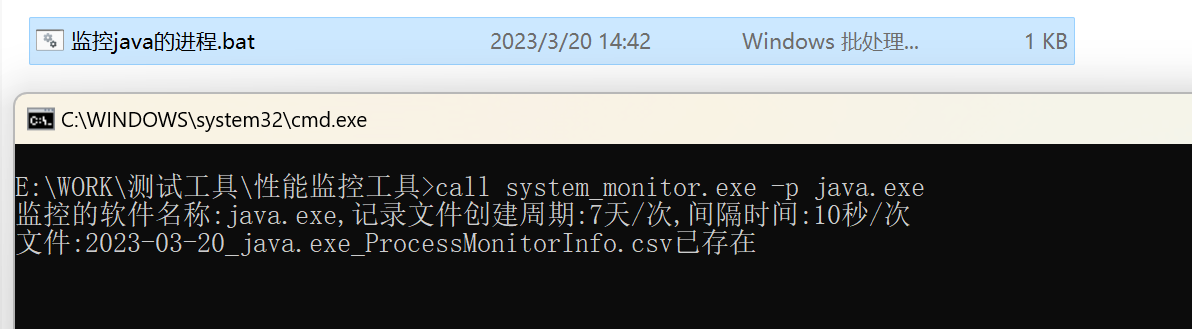 监控java的进程.bat 2023/3/20 14:42 Windows 批处理... 1 KB
C:\WINDOWS\system32\cmd.exe
E:\WORK\测试工具\性能监控工具>call system_monitor.exe -p java.exe
监控的软件名称:java.exe,记录文件创建周期:7天/次,间隔时间:10秒/次
文件:2023-03-20_java.exe_ProcessMonitorInfo.csv已存在